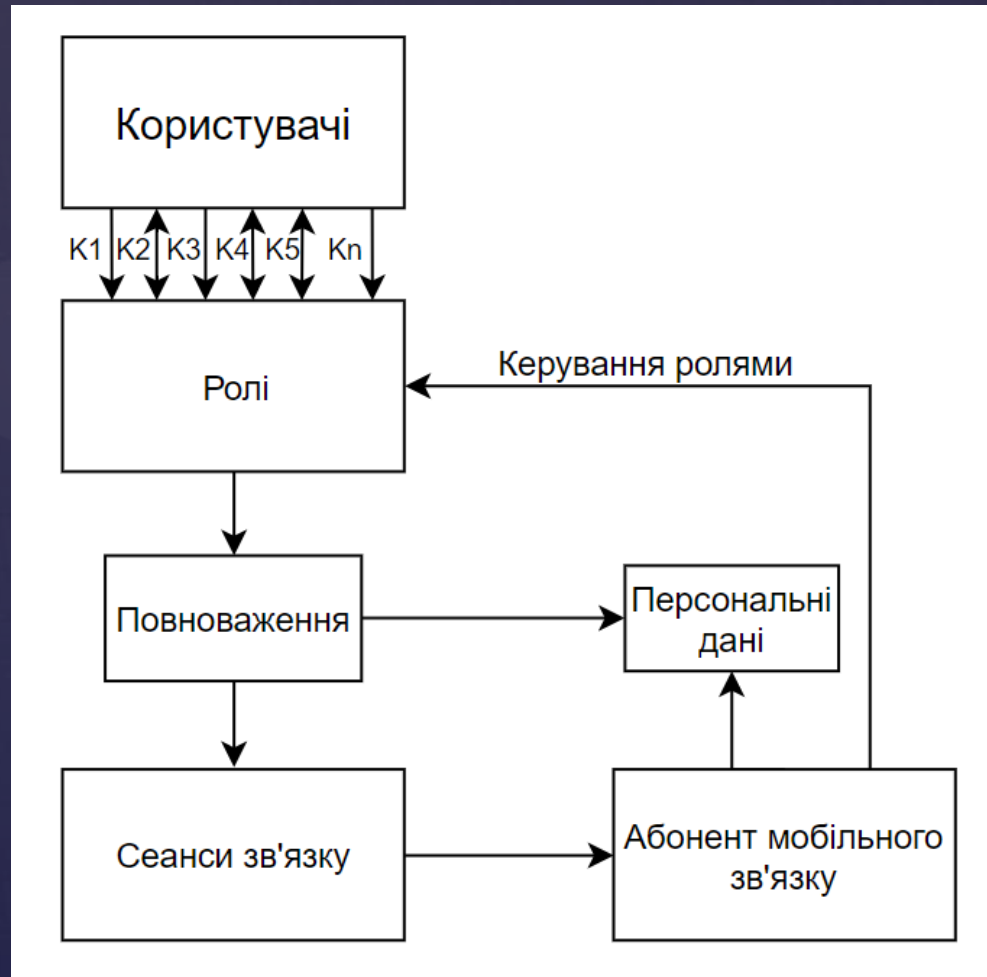 Користувачі
K1 K2 K3 K4 K5 Kn
Ролі
Керування ролями
Повноваження
Персональні
дані
Сеанси зв'язку
Абонент мобільного
зв'язку